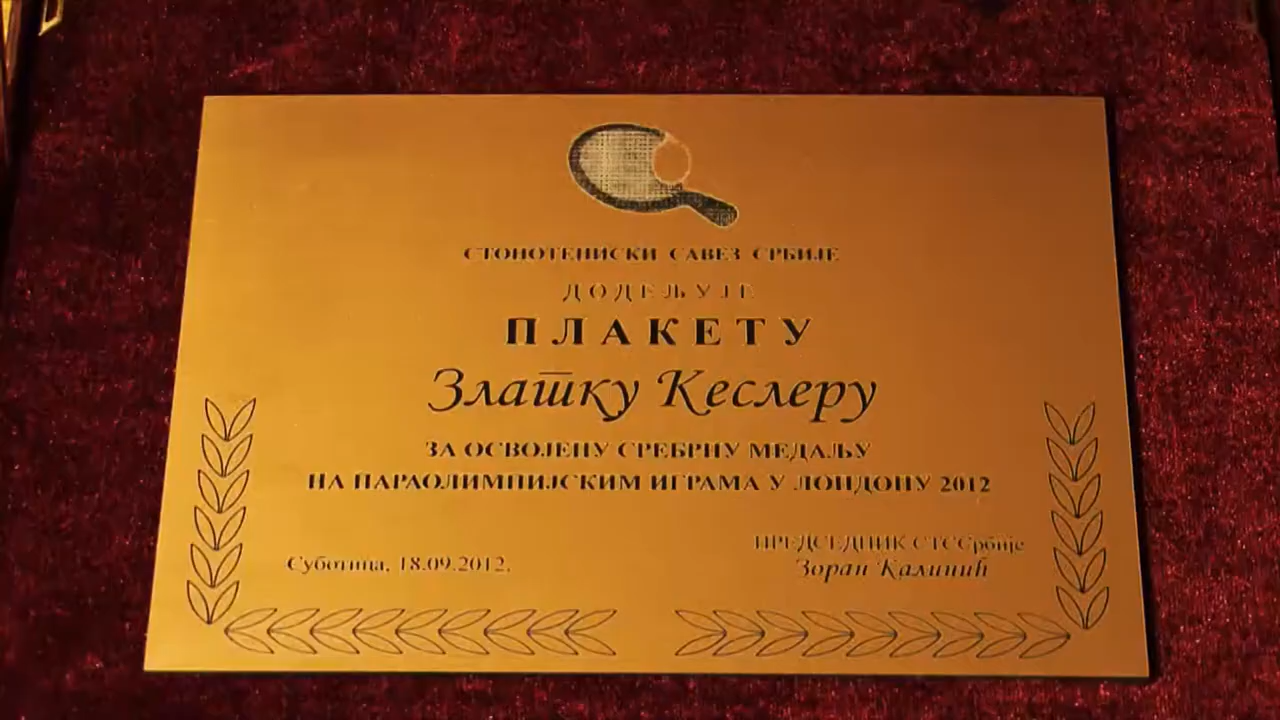 СТОНОТЕНИСКИ САВЕЗ СРБИЈЕ
ДОДЕЉУЈЕ
ПЛАКЕТУ
Златку Кеслеру
ЗА ОСВОЈЕНУ СРЕБРНУ МЕДАЉУ
НА ПАРАОЛИМПИЈСКИМ ИГРАМА У ЛОНДОНУ 2012
ПРЕДСЕДНИК СТССрбије
Суботица, 18.09.2012.
Зоран Калинић